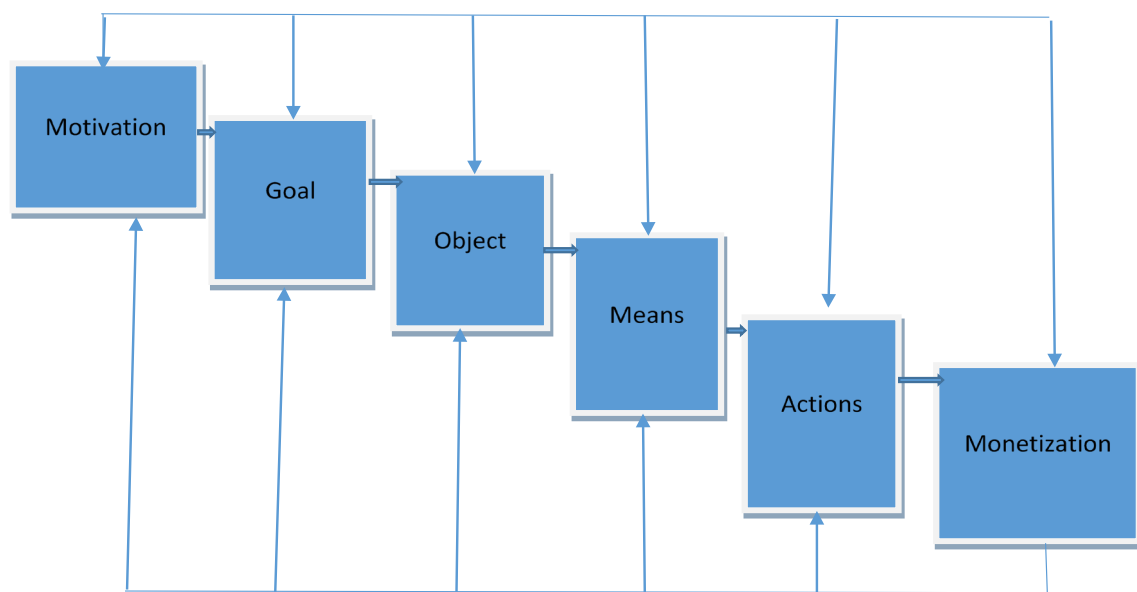 Motivation
Goal
Object
Means
Actions
Monetization